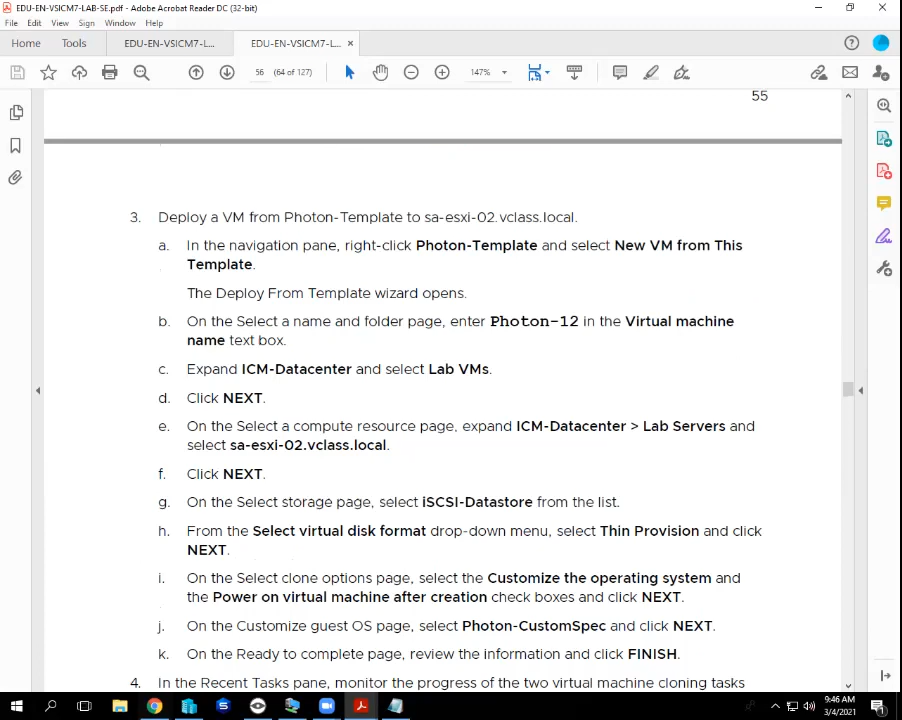 EDU-EN-VSICM7-LAB-SE.pdf - Adobe Acrobat Reader DC (32-bit)
File Edit View Sign Window Help
Home Tools EDU-EN-VSICM7-L... EDU-EN-VSICM7-L... ×
56 (64 of 127) 147%
55
3. Deploy a VM from Photon-Template to sa-esxi-02.vclass.local.
a. In the navigation pane, right-click Photon-Template and select New VM from This
Template.
The Deploy From Template wizard opens.
b. On the Select a name and folder page, enter Photon-12 in the Virtual machine
name text box.
c. Expand ICM-Datacenter and select Lab VMs.
d. Click NEXT.
e. On the Select a compute resource page, expand ICM-Datacenter > Lab Servers and
select sa-esxi-02.vclass.local.
f. Click NEXT.
g. On the Select storage page, select iSCSI-Datastore from the list.
h. From the Select virtual disk format drop-down menu, select Thin Provision and click
NEXT.
i. On the Select clone options page, select the Customize the operating system and
the Power on virtual machine after creation check boxes and click NEXT.
j. On the Customize guest OS page, select Photon-CustomSpec and click NEXT.
k. On the Ready to complete page, review the information and click FINISH.
4. In the Recent Tasks pane, monitor the progress of the two virtual machine cloning tasks
9:46 AM
3/4/2021